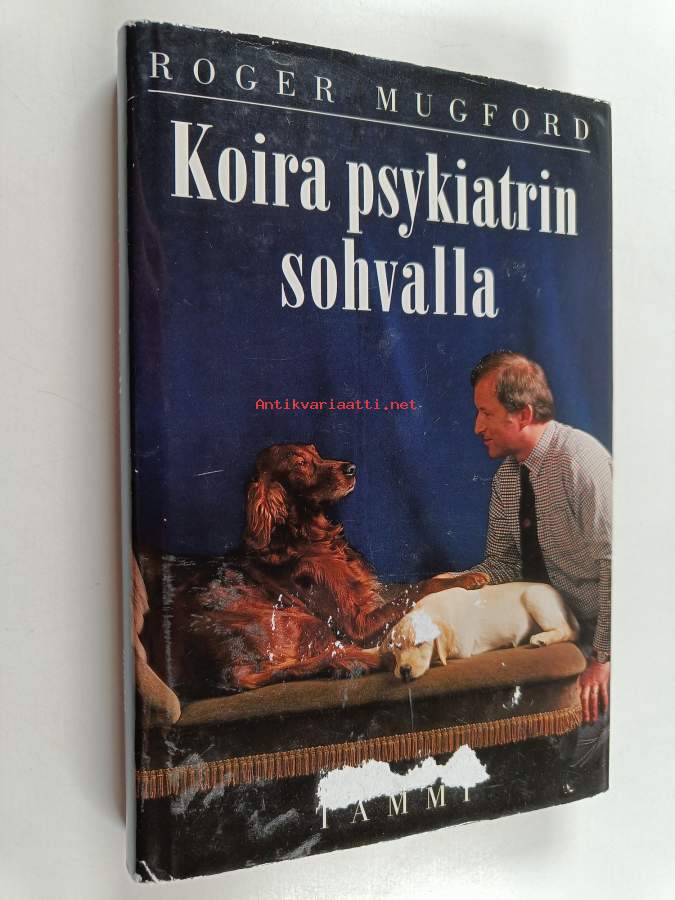 ROGER MUGFORD
Koira psykiatrin
sohvalla
Antikvariaatti.net
TAMMI